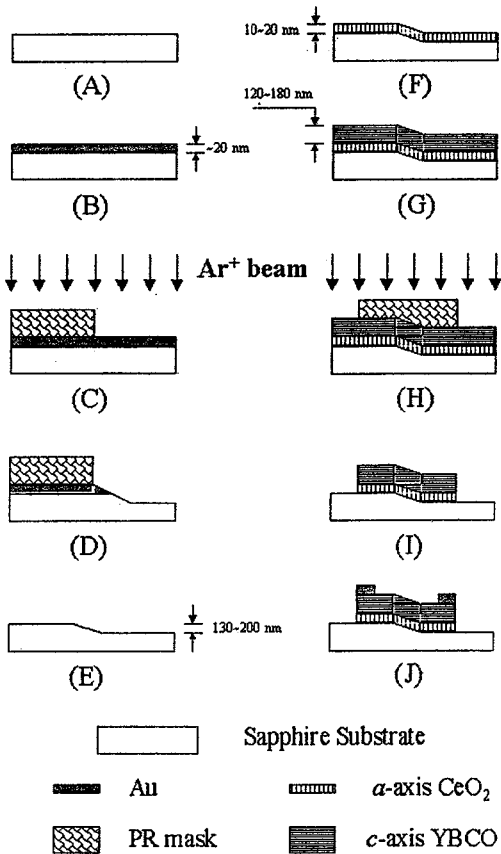 10~20 nm
(A)
(F)
120~180 nm
~20 nm
(B)
(G)
Ar⁺ beam
(C)
(H)
(D)
(I)
130~200 nm
(E)
(J)
Sapphire Substrate
Au
a-axis CeO₂
PR mask
c-axis YBCO